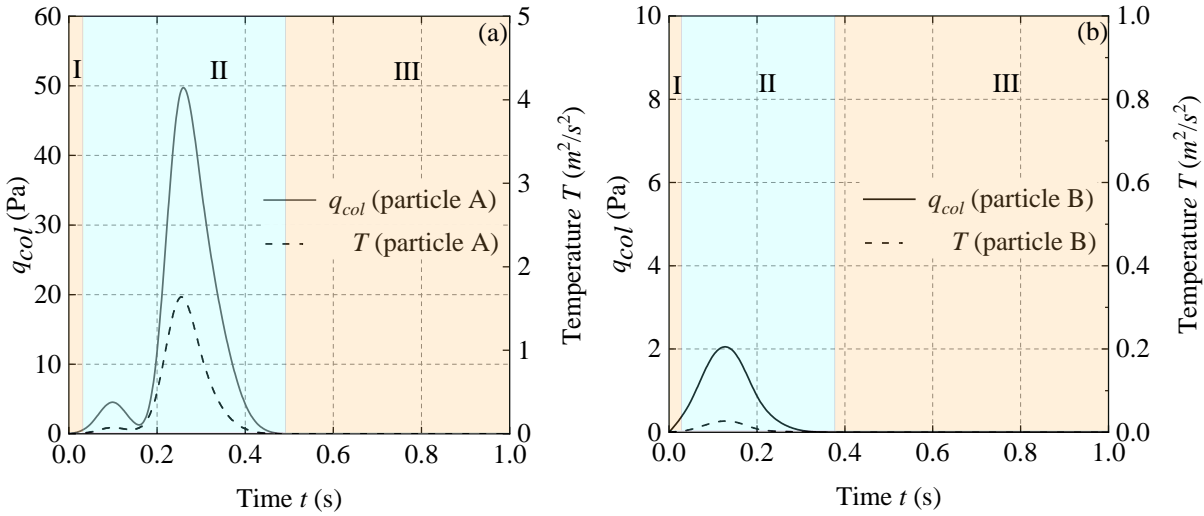 (a)
I
II
III
60
50
40
30
20
10
0
q_col (Pa)
5
4
3
2
1
0
Temperature T (m²/s²)
q_col (particle A)
T (particle A)
0.0 0.2 0.4 0.6 0.8 1.0
Time t (s)
(b)
I
II
III
10
8
6
4
2
0
q_col (Pa)
1.0
0.8
0.6
0.4
0.2
0.0
Temperature T (m²/s²)
q_col (particle B)
T (particle B)
0.0 0.2 0.4 0.6 0.8 1.0
Time t (s)